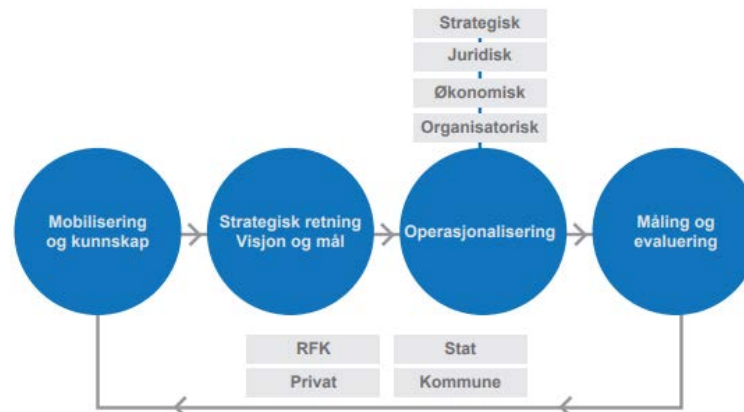 Strategisk
Juridisk
Økonomisk
Organisatorisk
Mobilisering
og kunnskap
Strategisk retning
Visjon og mål
Operasjonalisering
Måling og
evaluering
RFK
Stat
Privat
Kommune